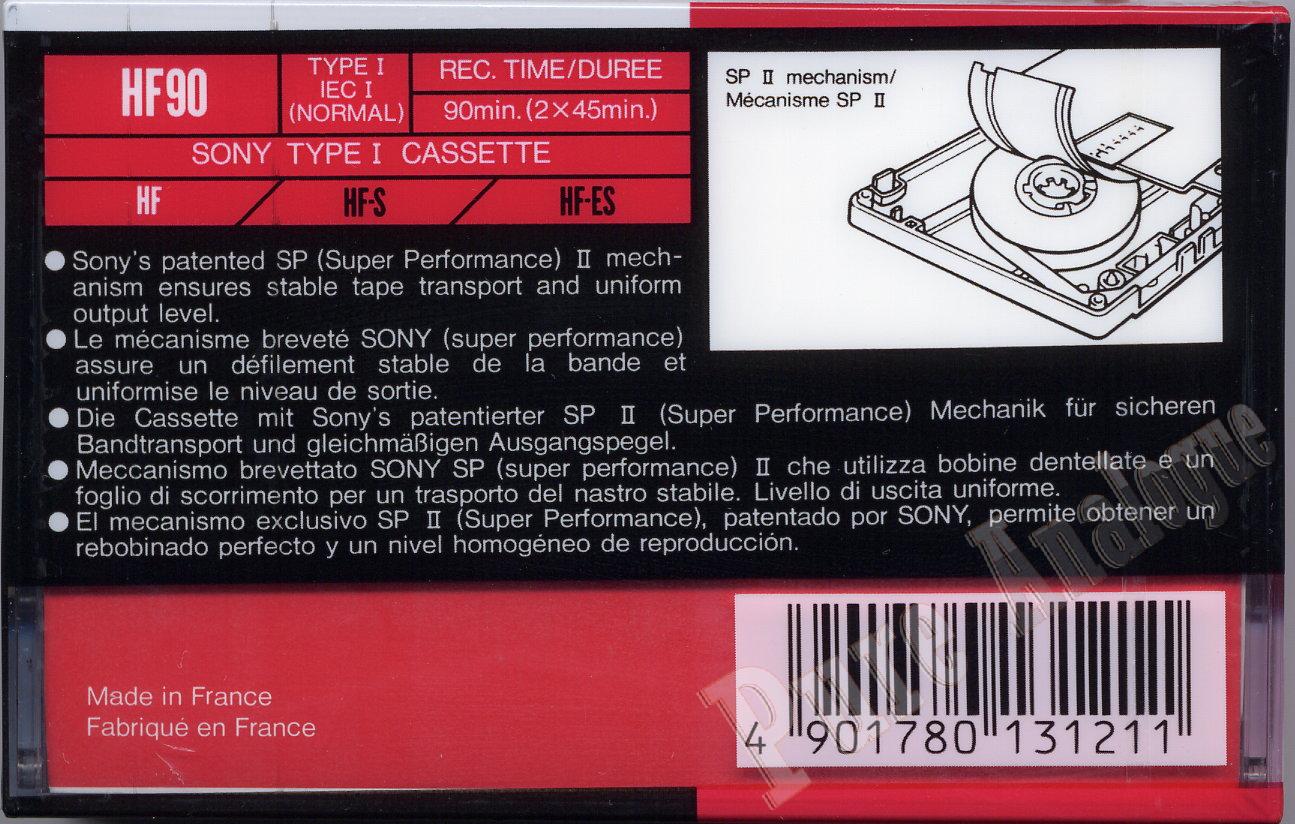 HF90
TYPE I
IEC I
(NORMAL)
REC. TIME/DUREE
90min. (2×45min.)
SONY TYPE I CASSETTE
HF / HF-S / HF-ES
SP II mechanism/
Mécanisme SP II
● Sony's patented SP (Super Performance) II mech-
anism ensures stable tape transport and uniform
output level.
● Le mécanisme breveté SONY (super performance)
assure un défilement stable de la bande et
uniformise le niveau de sortie.
● Die Cassette mit Sony's patentierter SP II (Super Performance) Mechanik für sicheren
Bandtransport und gleichmäßigen Ausgangspegel.
● Meccanismo brevettato SONY SP (super performance) II che utilizza bobine dentellate e un
foglio di scorrimento per un trasporto del nastro stabile. Livello di uscita uniforme.
● El mecanismo exclusivo SP II (Super Performance), patentado por SONY, permite obtener un
rebobinado perfecto y un nivel homogéneo de reproducción.
Made in France
Fabriqué en France
4 901780 131211
Pure Analogue